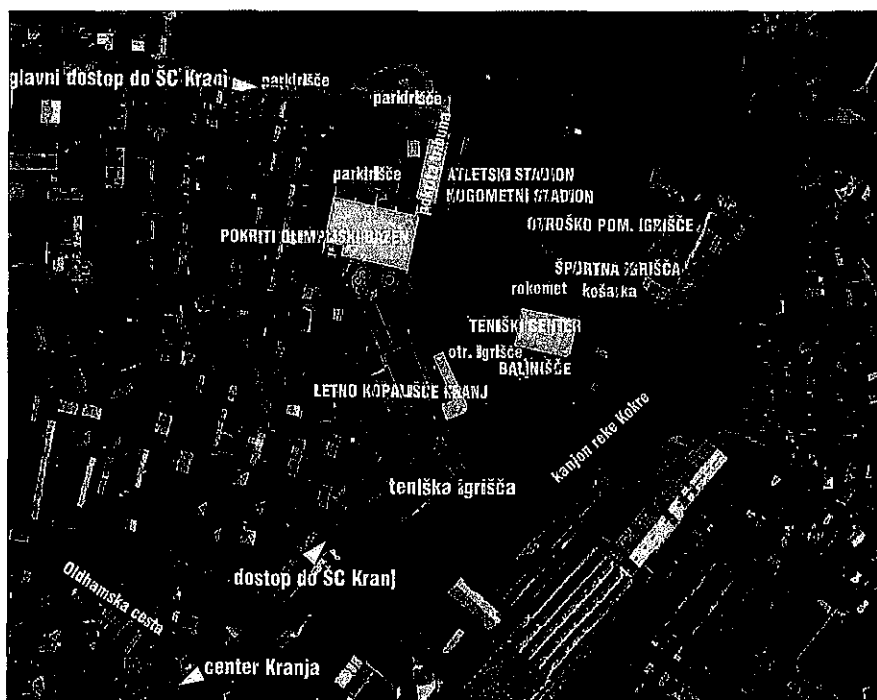 glavni dostop do ŠC Kranj
parkirišče
parkirišče
pokrita tribuna
parkirišče
ATLETSKI STADION
NOGOMETNI STADION
POKRITI OLIMPIJSKI BAZEN
OTROŠKO POM. IGRIŠČE
ŠPORTNA IGRIŠČA
rokomet košarka
TENIŠKI CENTER
otr. igrišče
BALINIŠČE
LETNO KOPALIŠČE KRANJ
kanjon reke Kokre
teniška igrišča
dostop do ŠC Kranj
Oldhamska cesta
center Kranja